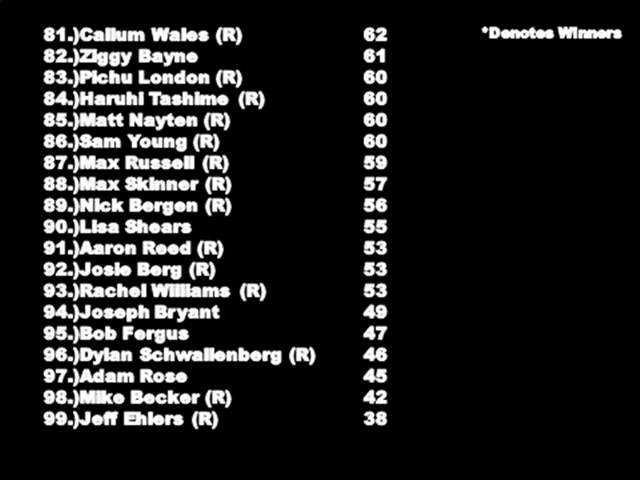 81.)Callum Wales (R) 62 *Denotes Winners
82.)Ziggy Bayne 61
83.)Pichu London (R) 60
84.)Haruhi Tashime (R) 60
85.)Matt Nayten (R) 60
86.)Sam Young (R) 60
87.)Max Russell (R) 59
88.)Max Skinner (R) 57
89.)Nick Bergen (R) 56
90.)Lisa Shears 55
91.)Aaron Reed (R) 53
92.)Josie Berg (R) 53
93.)Rachel Williams (R) 53
94.)Joseph Bryant 49
95.)Bob Fergus 47
96.)Dylan Schwallenberg (R) 46
97.)Adam Rose 45
98.)Mike Becker (R) 42
99.)Jeff Ehlers (R) 38